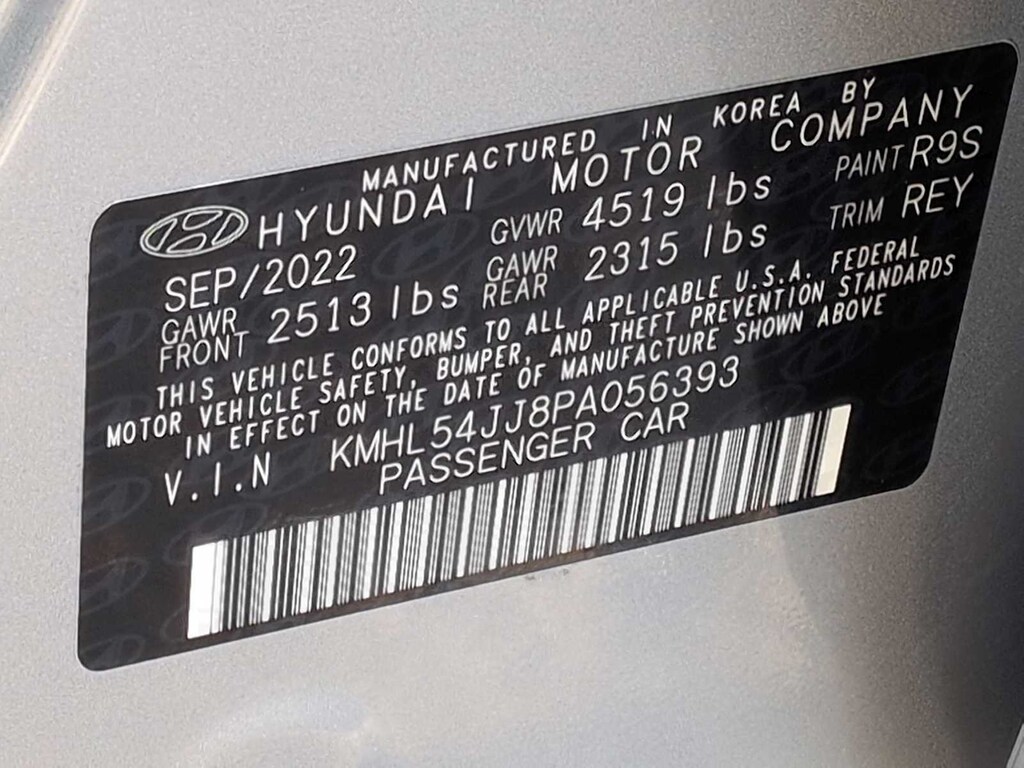 MANUFACTURED IN KOREA BY
HYUNDAI MOTOR COMPANY
SEP/2022 GVWR 4519 lbs PAINT R9S
GAWR FRONT 2513 lbs GAWR REAR 2315 lbs TRIM REY
THIS VEHICLE CONFORMS TO ALL APPLICABLE U.S.A. FEDERAL
MOTOR VEHICLE SAFETY, BUMPER, AND THEFT PREVENTION STANDARDS
IN EFFECT ON THE DATE OF MANUFACTURE SHOWN ABOVE
V.I.N KMHL54JJ8PA056393
PASSENGER CAR